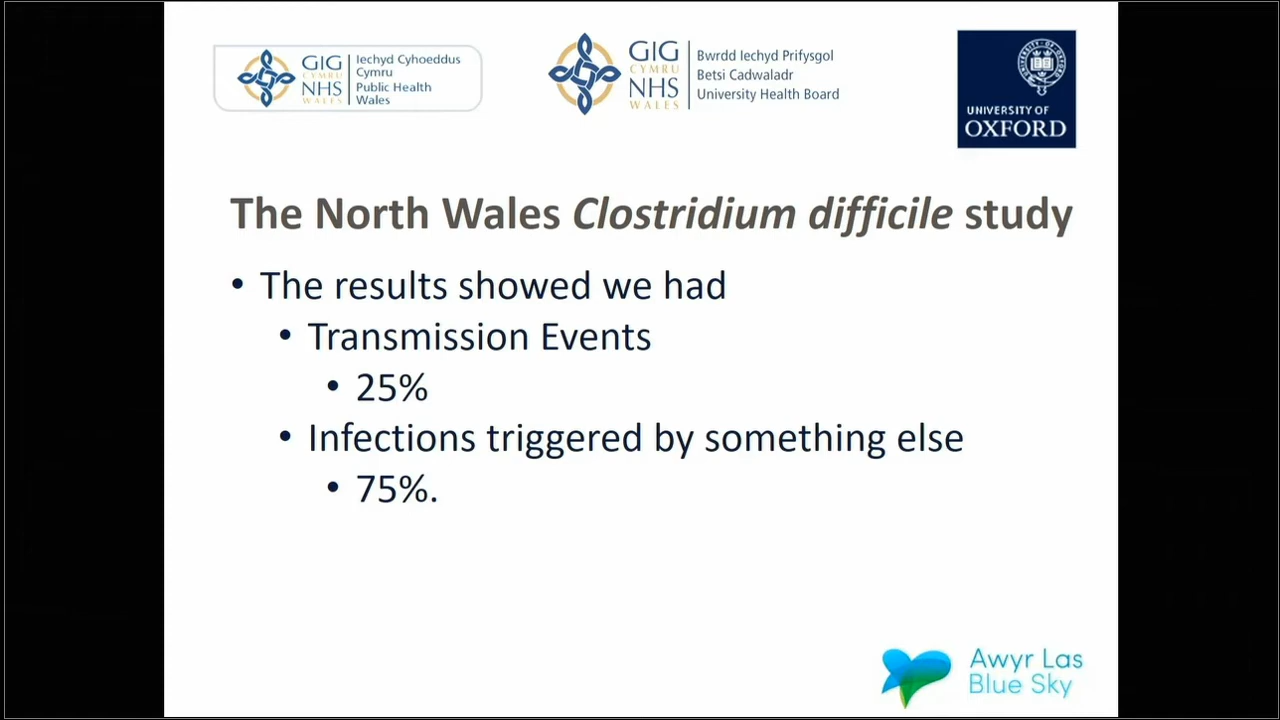 GIG
CYMRU
NHS
WALES
Iechyd Cyhoeddus
Cymru
Public Health
Wales
GIG
CYMRU
NHS
WALES
Bwrdd Iechyd Prifysgol
Betsi Cadwaladr
University Health Board
UNIVERSITY OF
OXFORD
The North Wales Clostridium difficile study
• The results showed we had
• Transmission Events
• 25%
• Infections triggered by something else
• 75%.
Awyr Las
Blue Sky